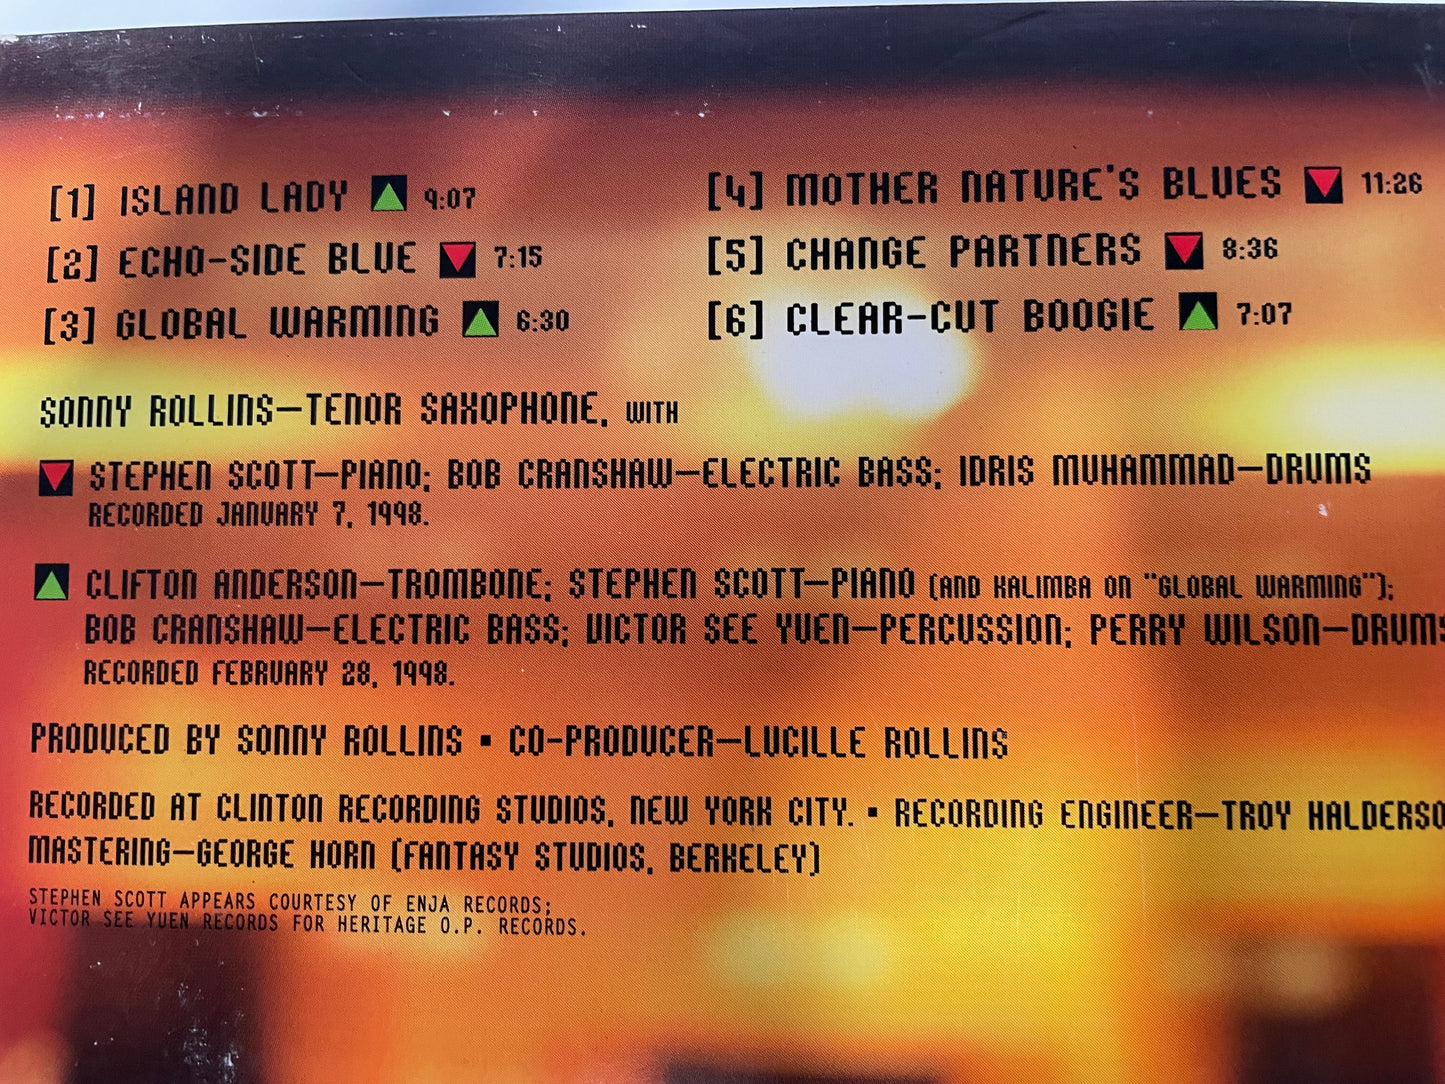 [1] ISLAND LADY ▲ 9:07
[2] ECHO-SIDE BLUE ▼ 7:15
[3] GLOBAL WARMING ▲ 6:30
[4] MOTHER NATURE'S BLUES ▼ 11:26
[5] CHANGE PARTNERS ▼ 8:36
[6] CLEAR-CUT BOOGIE ▲ 7:07
SONNY ROLLINS—TENOR SAXOPHONE, WITH
▼ STEPHEN SCOTT—PIANO; BOB CRANSHAW—ELECTRIC BASS; IDRIS MUHAMMAD—DRUMS
RECORDED JANUARY 7, 1998.
▲ CLIFTON ANDERSON—TROMBONE; STEPHEN SCOTT—PIANO (AND KALIMBA ON "GLOBAL WARMING");
BOB CRANSHAW—ELECTRIC BASS; VICTOR SEE YUEN—PERCUSSION; PERRY WILSON—DRUMS
RECORDED FEBRUARY 28, 1998.
PRODUCED BY SONNY ROLLINS ▪ CO-PRODUCER—LUCILLE ROLLINS
RECORDED AT CLINTON RECORDING STUDIOS, NEW YORK CITY. ▪ RECORDING ENGINEER—TROY HALDERSO
MASTERING—GEORGE HORN (FANTASY STUDIOS, BERKELEY)
STEPHEN SCOTT APPEARS COURTESY OF ENJA RECORDS;
VICTOR SEE YUEN RECORDS FOR HERITAGE O.P. RECORDS.